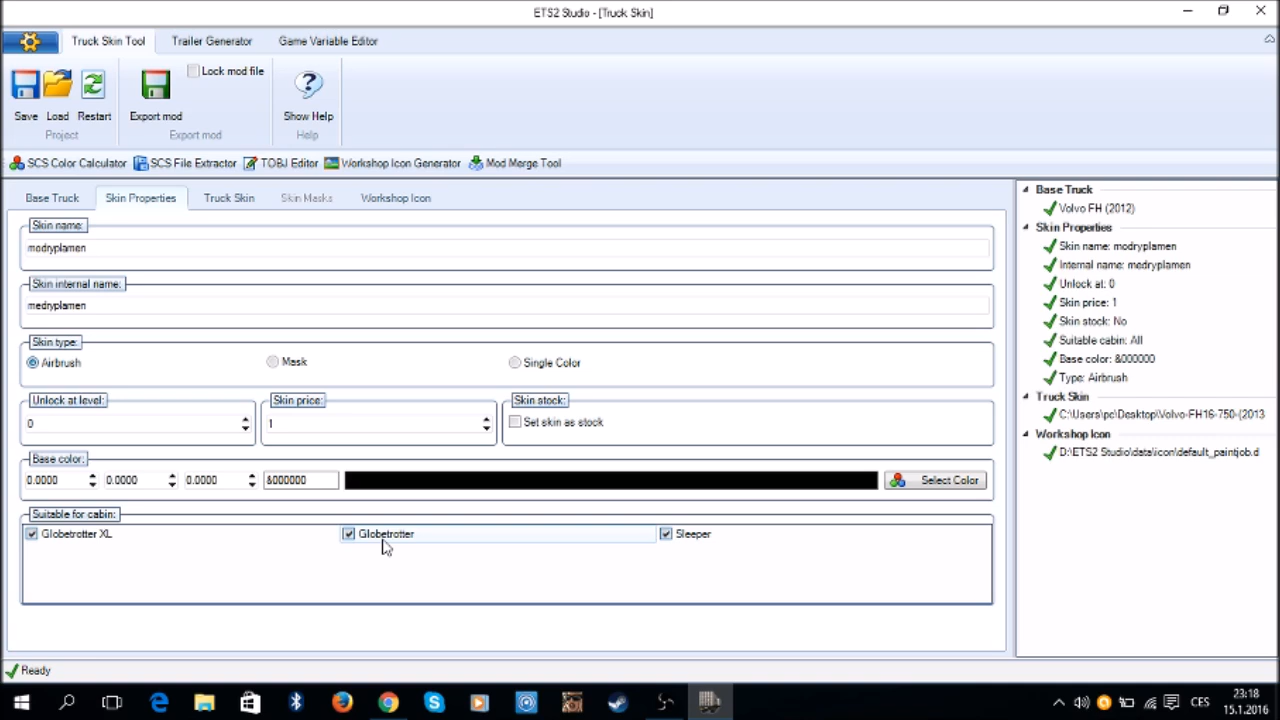 ETS2 Studio - [Truck Skin]
Truck Skin Tool Trailer Generator Game Variable Editor
Lock mod file
Save Load Restart Export mod Show Help
Project Export mod Help
SCS Color Calculator SCS File Extractor TOBJ Editor Workshop Icon Generator Mod Merge Tool
Base Truck Skin Properties Truck Skin Skin Masks Workshop Icon
Skin name:
modryplamen
Skin internal name:
medryplamen
Skin type:
Airbrush Mask Single Color
Unlock at level: Skin price: Skin stock:
0 1 Set skin as stock
Base color:
0.0000 0.0000 0.0000 &000000 Select Color
Suitable for cabin:
Globetrotter XL Globetrotter Sleeper
Base Truck
Volvo FH (2012)
Skin Properties
Skin name: modryplamen
Internal name: medryplamen
Unlock at: 0
Skin price: 1
Skin stock: No
Suitable cabin: All
Base color: &000000
Type: Airbrush
Truck Skin
C:\Users\pc\Desktop\Volvo-FH16-750-(2013
Workshop Icon
D:\ETS2 Studio\data\icon\default_paintjob.d
Ready
CES
23:18
15.1.2016